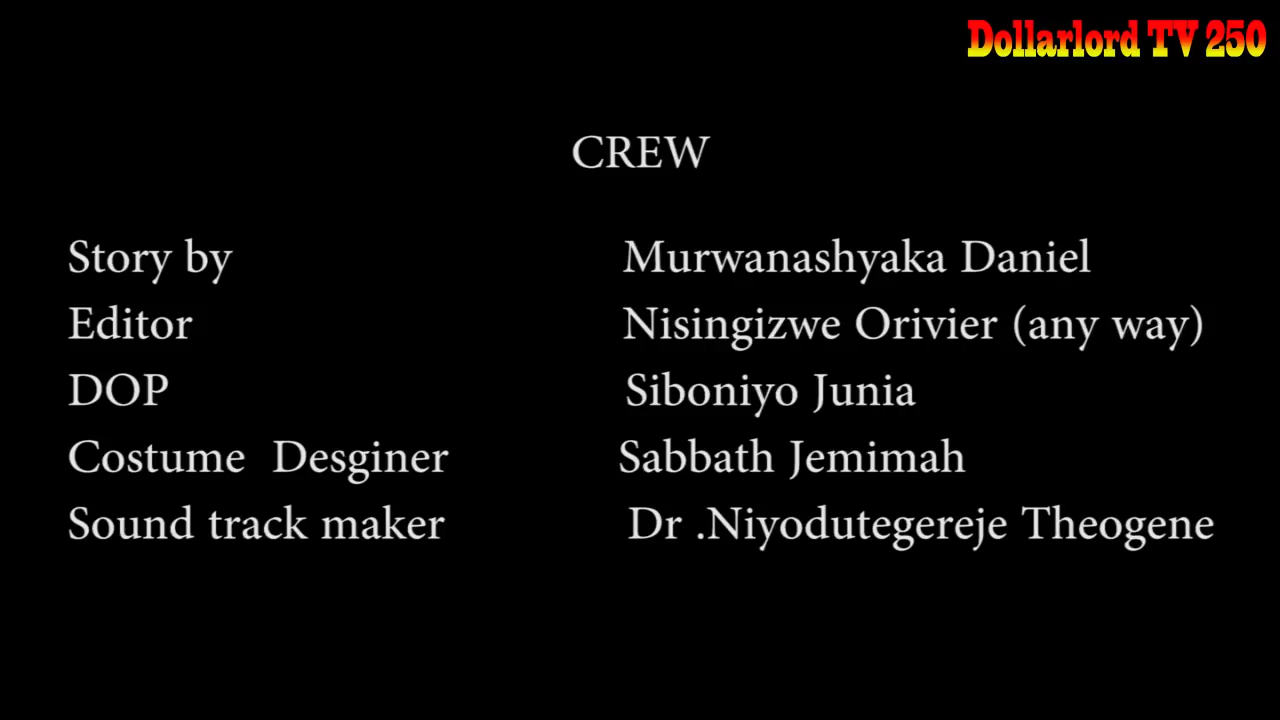 Dollarlord TV 250
CREW
Story by Murwanashyaka Daniel
Editor Nisingizwe Orivier (any way)
DOP Siboniyo Junia
Costume Desginer Sabbath Jemimah
Sound track maker Dr .Niyodutegereje Theogene